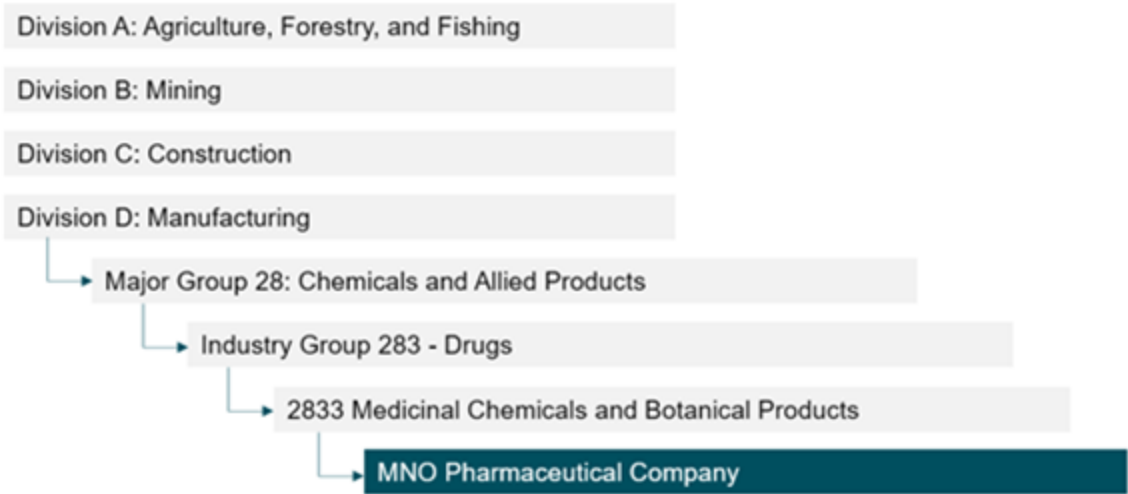 Division A: Agriculture, Forestry, and Fishing
Division B: Mining
Division C: Construction
Division D: Manufacturing
Major Group 28: Chemicals and Allied Products
Industry Group 283 - Drugs
2833 Medicinal Chemicals and Botanical Products
MNO Pharmaceutical Company